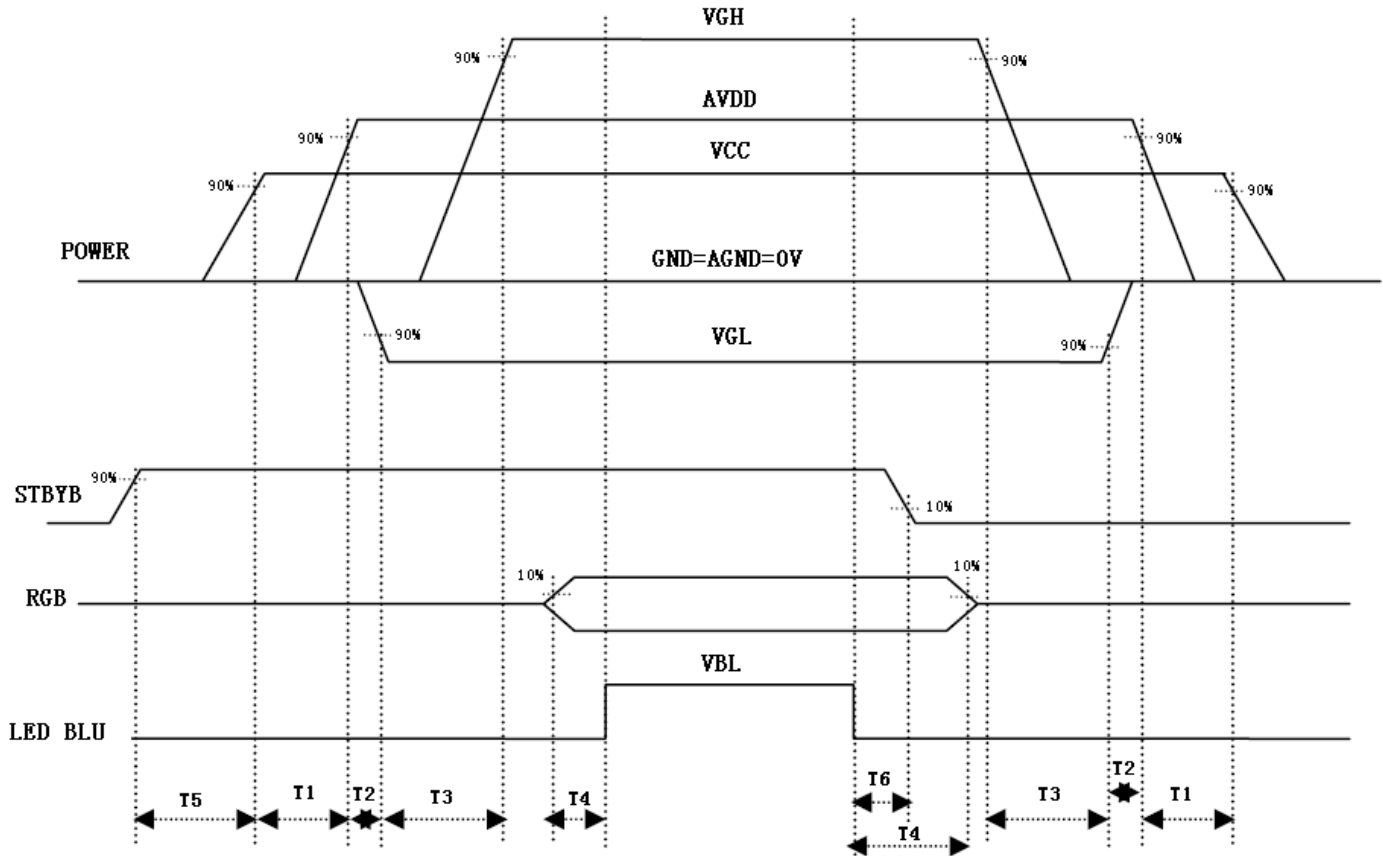 VGH
90%
90%
AVDD
90%
90%
VCC
90%
90%
POWER
GND=AGND=0V
90%
VGL
90%
90%
STBYB
10%
10%
10%
RGB
VBL
LED BLU
T5
T1
T2
T3
T4
T6
T4
T3
T2
T1